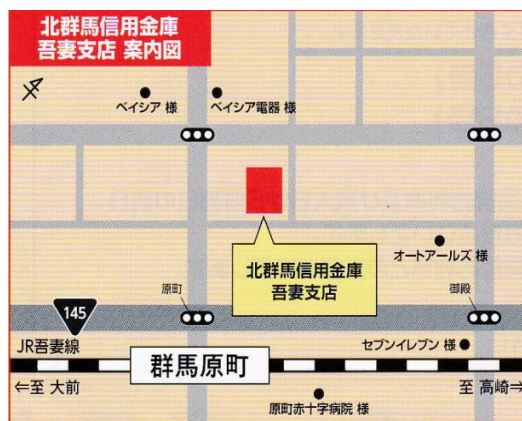 北群馬信用金庫
吾妻支店 案内図
ベイシア 様
ベイシア電器 様
北群馬信用金庫
吾妻支店
オートアールズ 様
原町
御殿
145
JR吾妻線
セブンイレブン 様
群馬原町
←至 大前
至 高崎→
原町赤十字病院 様